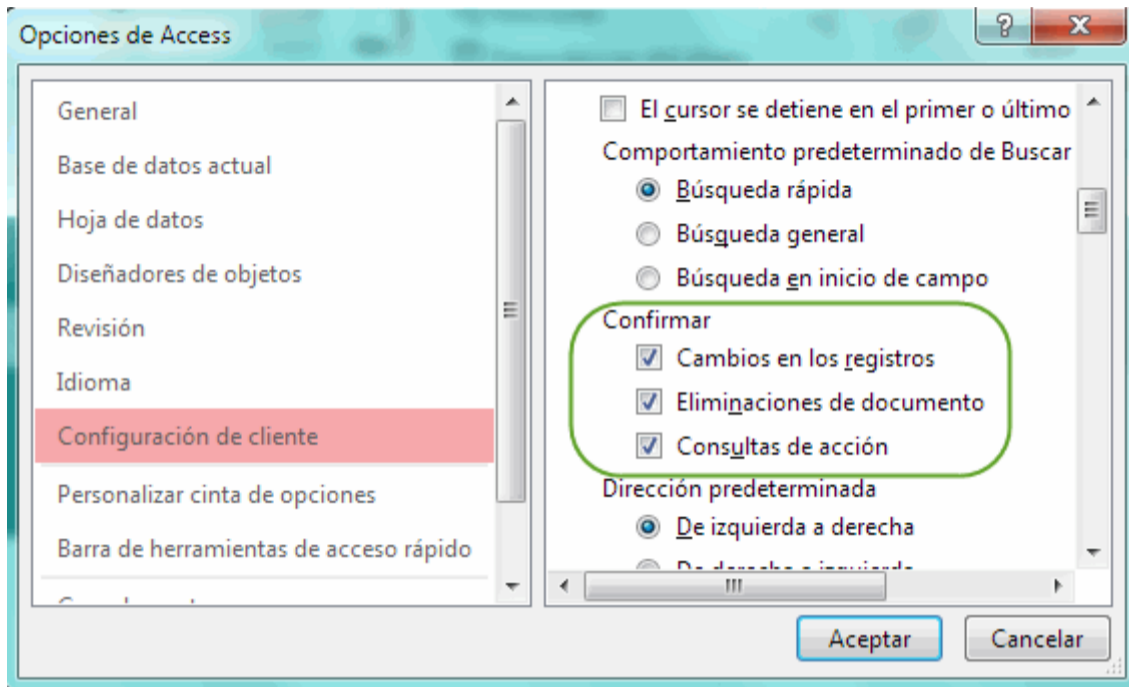 Opciones de Access
General
Base de datos actual
Hoja de datos
Diseñadores de objetos
Revisión
Idioma
Configuración de cliente
Personalizar cinta de opciones
Barra de herramientas de acceso rápido
El cursor se detiene en el primer o último
Comportamiento predeterminado de Buscar
Búsqueda rápida
Búsqueda general
Búsqueda en inicio de campo
Confirmar
Cambios en los registros
Eliminaciones de documento
Consultas de acción
Dirección predeterminada
De izquierda a derecha
Aceptar
Cancelar